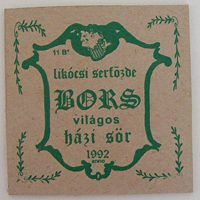 11 B°
likócsi serfőzde
BORS
világos
házi sör
1992